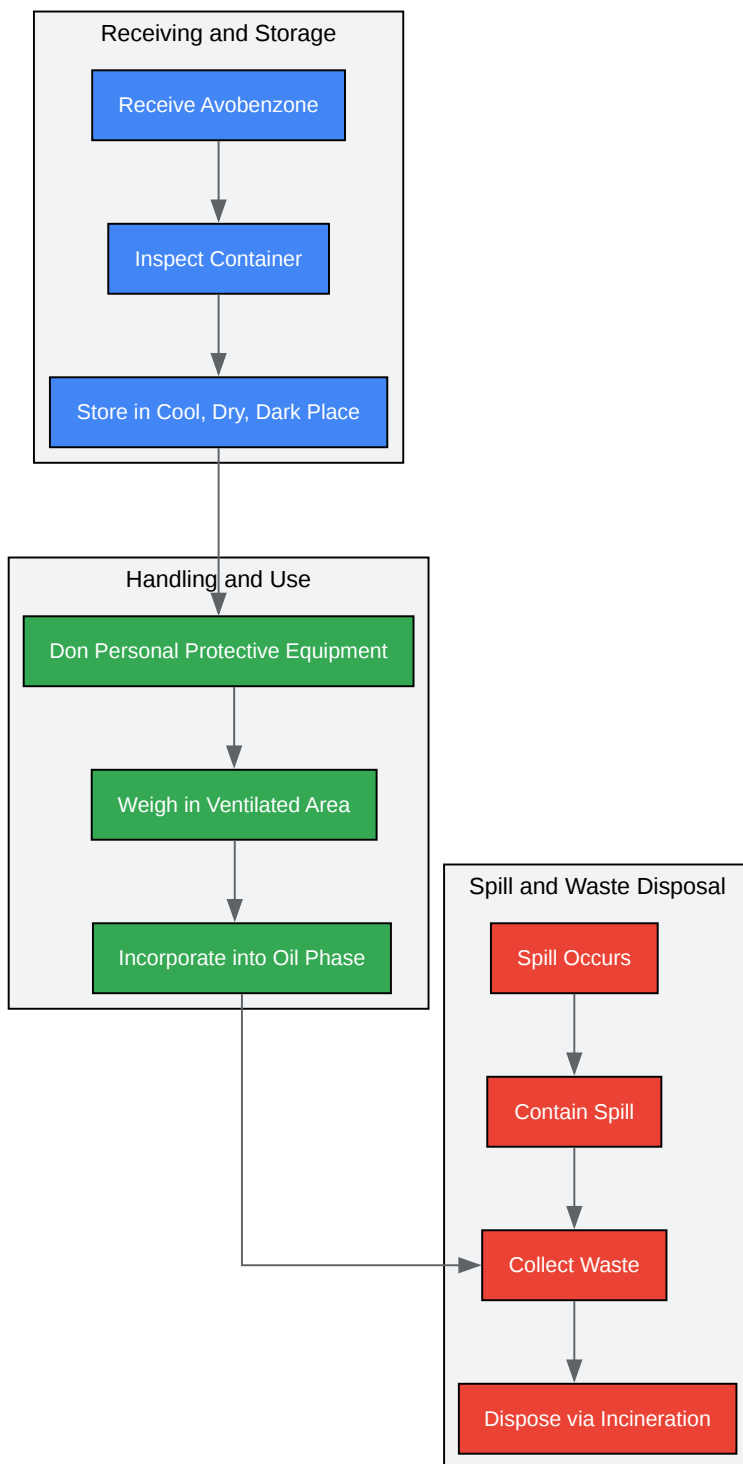 Receiving and Storage
Receive Avobenzone
Inspect Container
Store in Cool, Dry, Dark Place
Handling and Use
Don Personal Protective Equipment
Weigh in Ventilated Area
Incorporate into Oil Phase
Spill and Waste Disposal
Spill Occurs
Contain Spill
Collect Waste
Dispose via Incineration